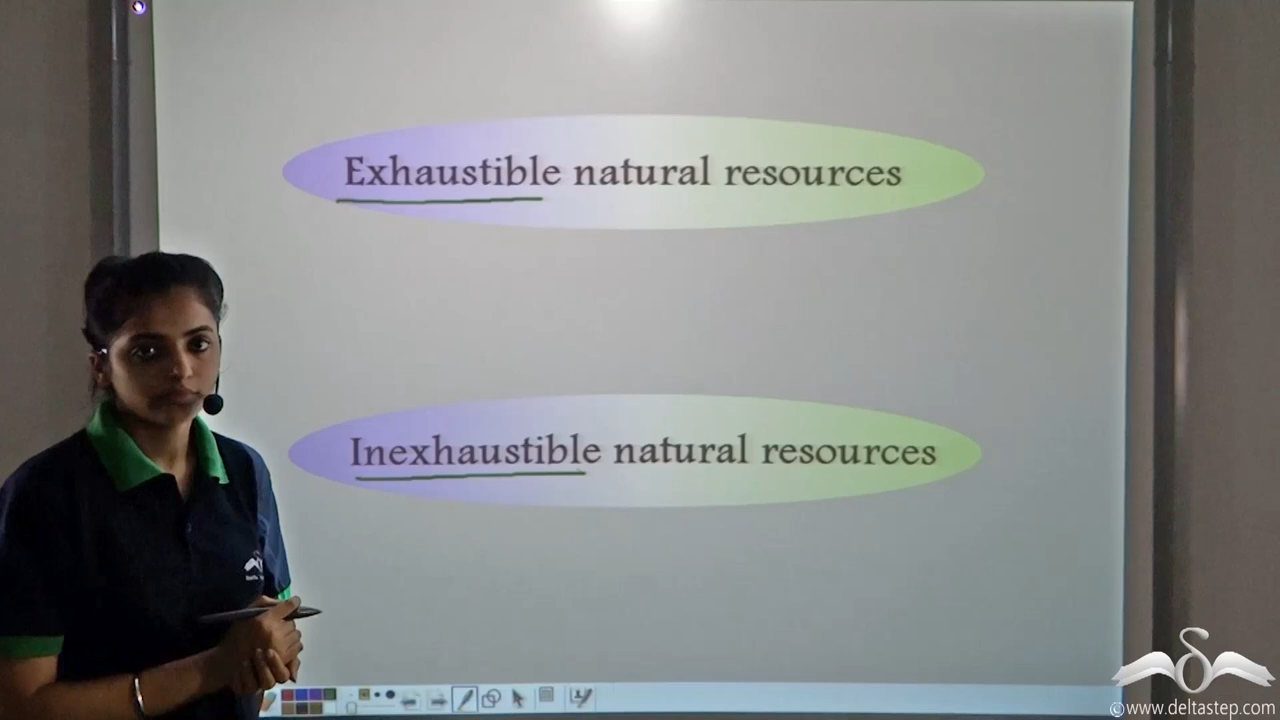 Exhaustible natural resources
Inexhaustible natural resources
©www.deltastep.com